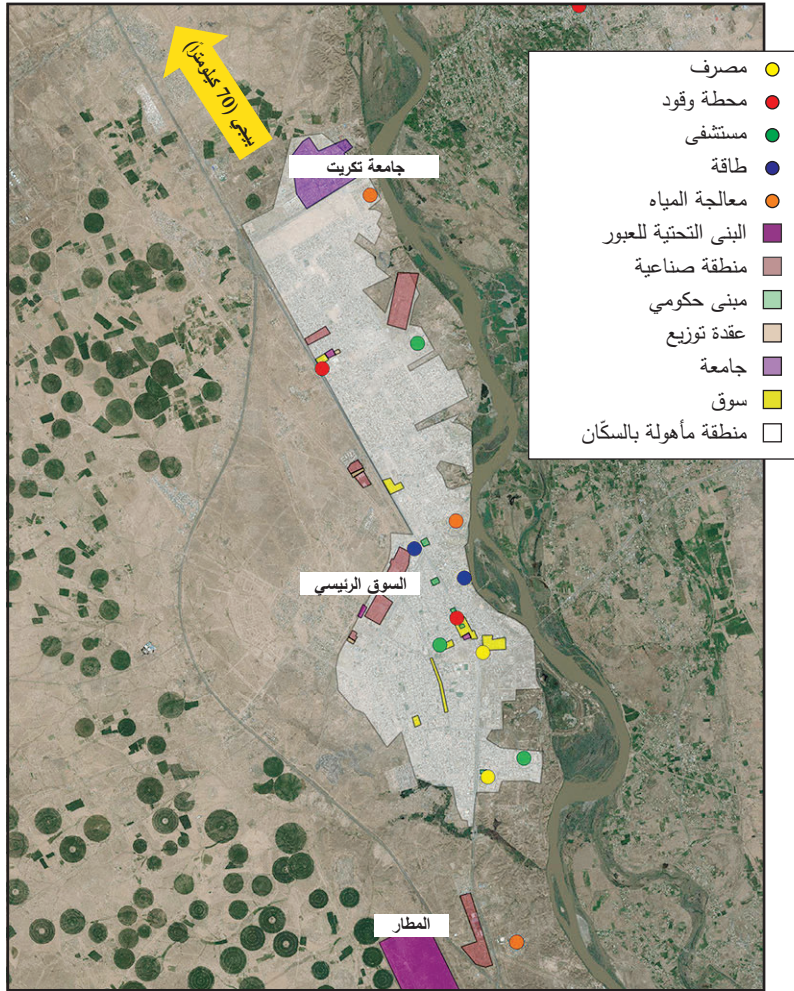 بيجي (70 كيلومتراً)
جامعة تكريت
السوق الرئيسي
المطار
مصرف
محطة وقود
مستشفى
طاقة
معالجة المياه
البنى التحتية للعبور
منطقة صناعية
مبنى حكومي
عقدة توزيع
جامعة
سوق
منطقة مأهولة بالسكّان